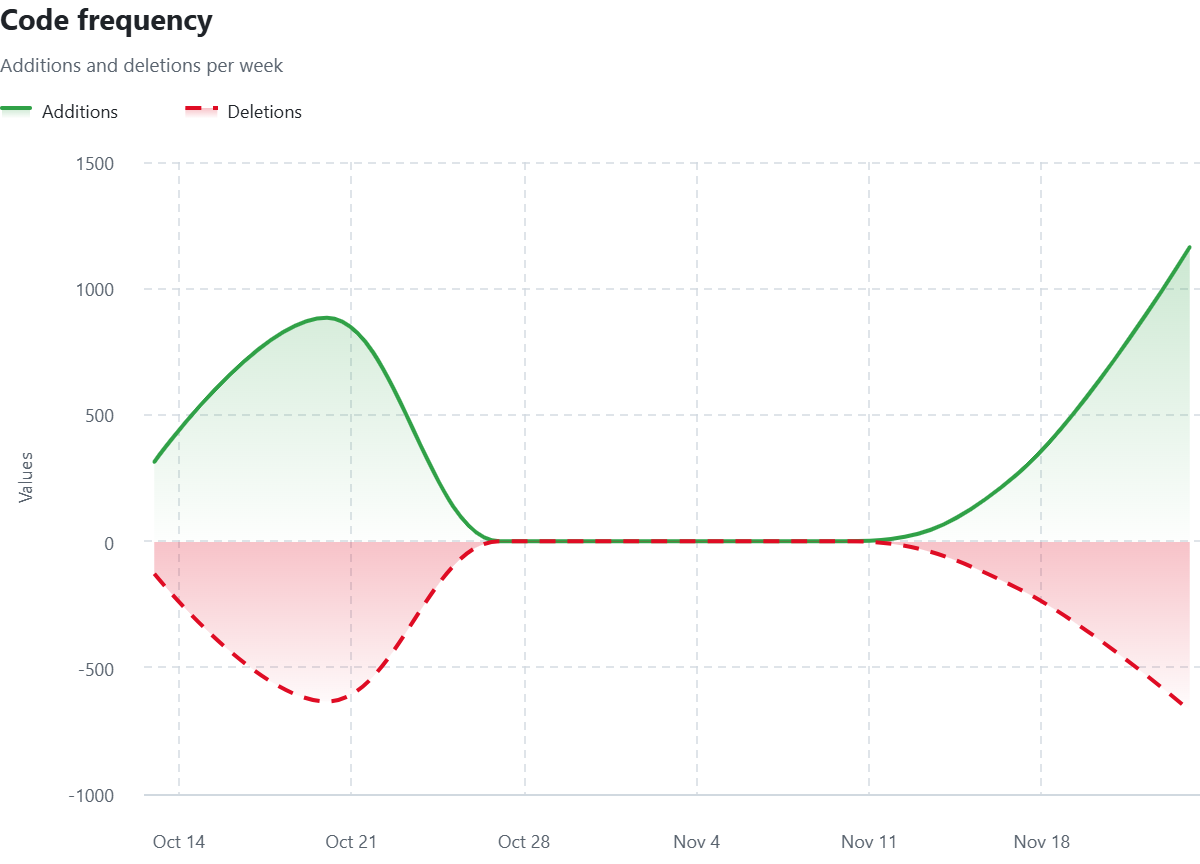 Code frequency
Additions and deletions per week
Additions
Deletions
1500
1000
500
Values
0
-500
-1000
Oct 14
Oct 21
Oct 28
Nov 4
Nov 11
Nov 18